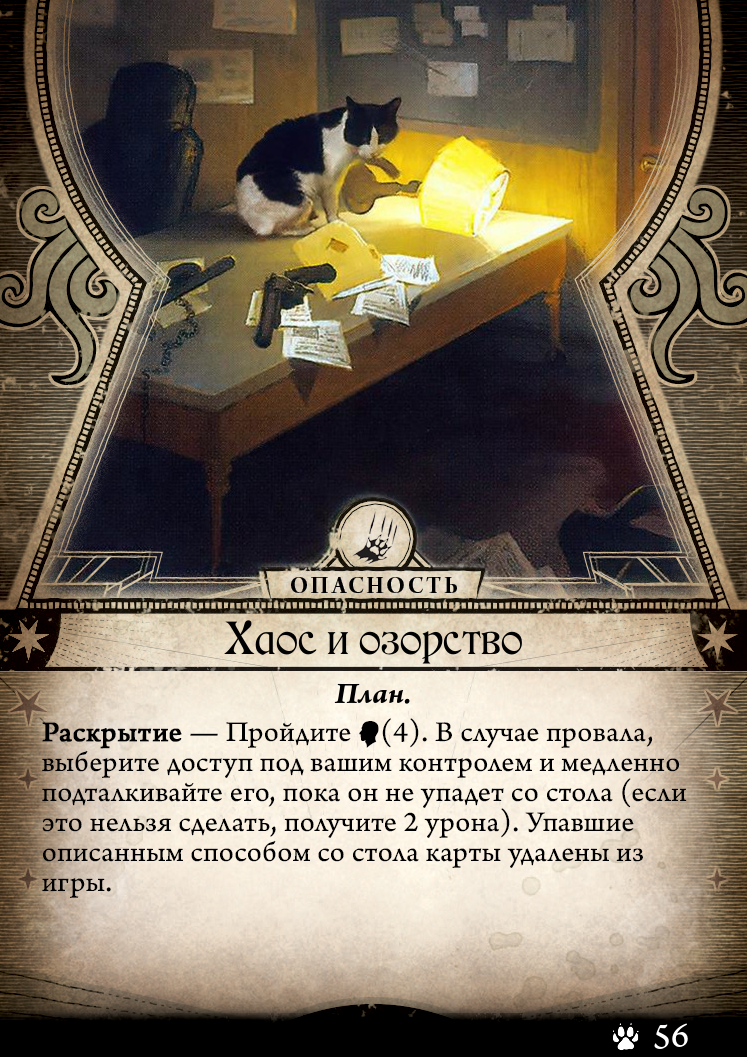 ОПАСНОСТЬ
Хаос и озорство
План.
Раскрытие — Пройдите (4). В случае провала,
выберите доступ под вашим контролем и медленно
подталкивайте его, пока он не упадет со стола (если
это нельзя сделать, получите 2 урона). Упавшие
описанным способом со стола карты удалены из
игры.
56